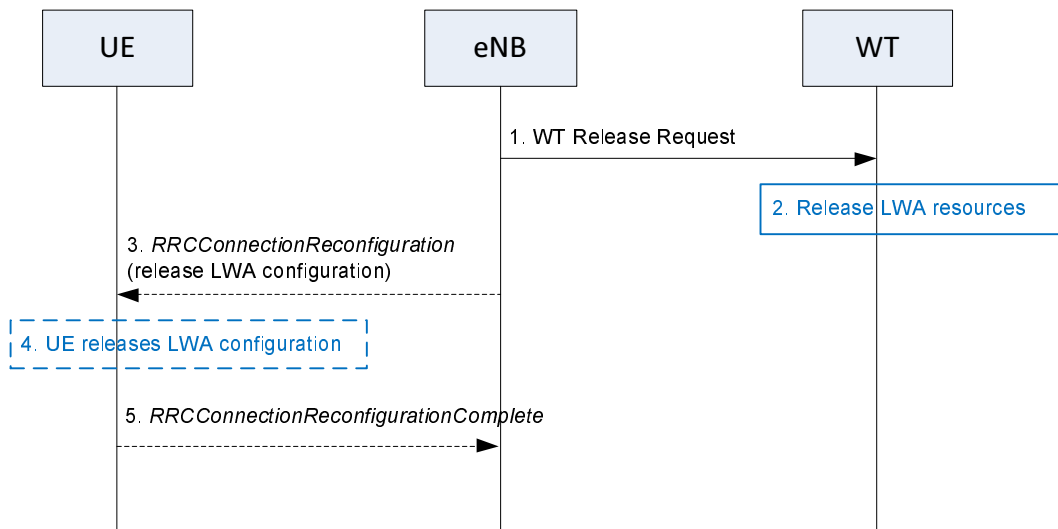 UE
eNB
WT
1. WT Release Request
2. Release LWA resources
3. RRCConnectionReconfiguration
(release LWA configuration)
4. UE releases LWA configuration
5. RRCConnectionReconfigurationComplete